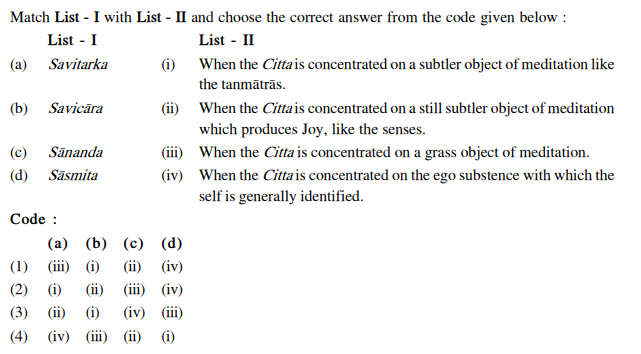 Match List - I with List - II and choose the correct answer from the code given below :
List - I List - II
(a) Savitarka (i) When the Citta is concentrated on a subtler object of meditation like
the tanmātrās.
(b) Savicāra (ii) When the Citta is concentrated on a still subtler object of meditation
which produces Joy, like the senses.
(c) Sānanda (iii) When the Citta is concentrated on a grass object of meditation.
(d) Sāsmita (iv) When the Citta is concentrated on the ego substence with which the
self is generally identified.
Code :
(a) (b) (c) (d)
(1) (iii) (i) (ii) (iv)
(2) (i) (ii) (iii) (iv)
(3) (ii) (i) (iv) (iii)
(4) (iv) (iii) (ii) (i)